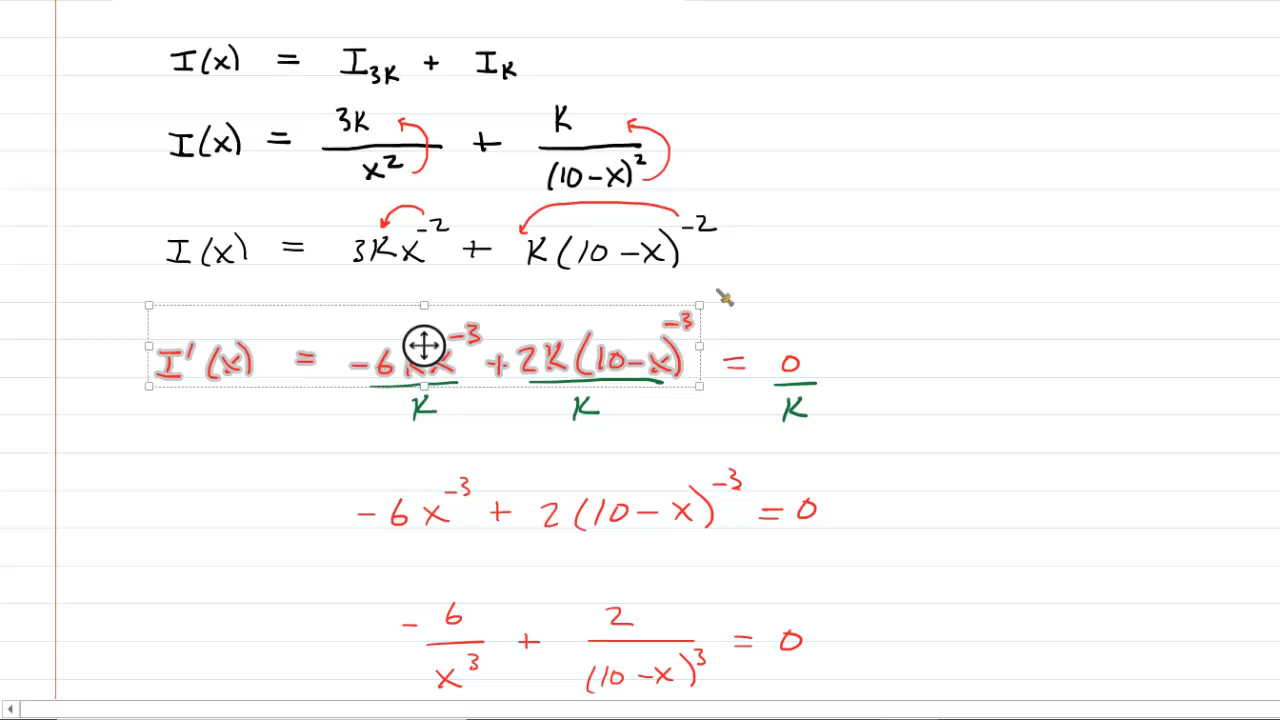 I(x) = I₃ₖ + Iₖ
I(x) = 3K/x² + K/(10-x)²
I(x) = 3Kx⁻² + K(10-x)⁻²
I'(x) = -6Kx⁻³ + 2K(10-x)⁻³ = 0
K K K
-6x⁻³ + 2(10-x)⁻³ = 0
-6/x³ + 2/(10-x)³ = 0